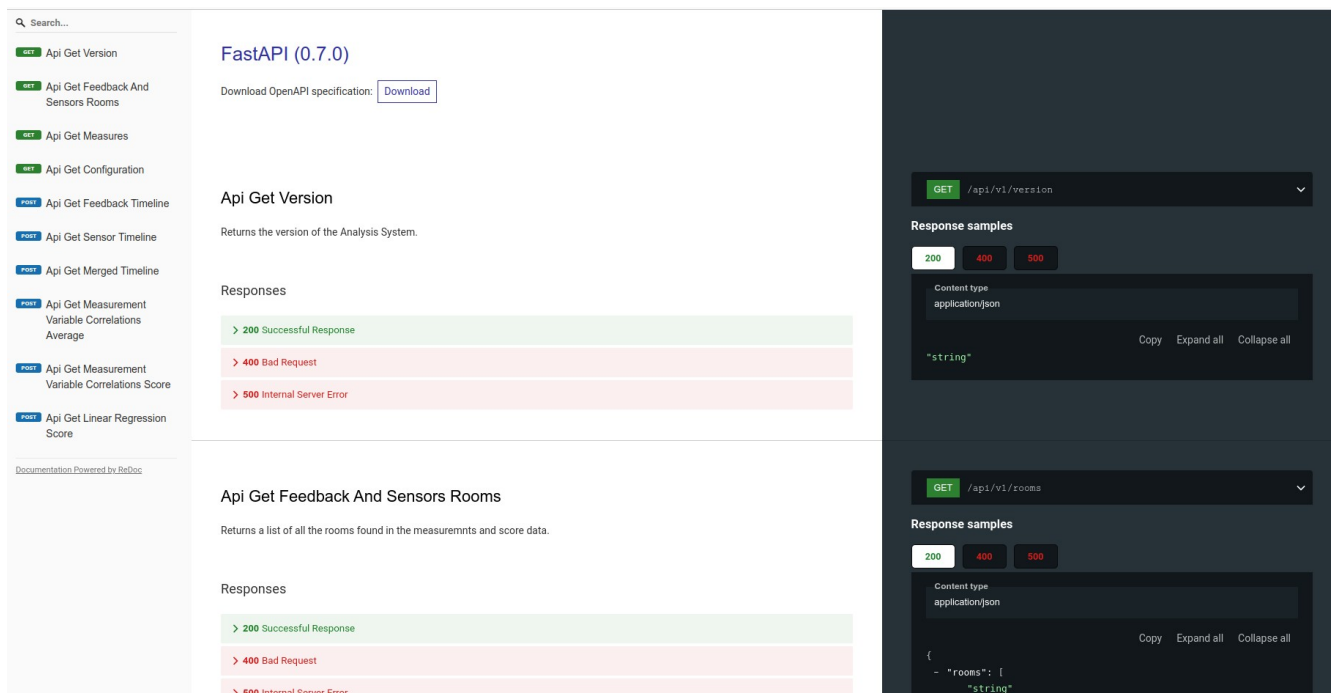 Search...
GET Api Get Version
GET Api Get Feedback And
Sensors Rooms
GET Api Get Measures
GET Api Get Configuration
POST Api Get Feedback Timeline
POST Api Get Sensor Timeline
POST Api Get Merged Timeline
POST Api Get Measurement
Variable Correlations
Average
POST Api Get Measurement
Variable Correlations Score
POST Api Get Linear Regression
Score
Documentation Powered by ReDoc
FastAPI (0.7.0)
Download OpenAPI specification: Download
Api Get Version
Returns the version of the Analysis System.
Responses
200 Successful Response
400 Bad Request
500 Internal Server Error
GET /api/v1/version
Response samples
200 400 500
Content type
application/json
Copy Expand all Collapse all
"string"
Api Get Feedback And Sensors Rooms
Returns a list of all the rooms found in the measuremnts and score data.
Responses
200 Successful Response
400 Bad Request
500 Internal Server Error
GET /api/v1/rooms
Response samples
200 400 500
Content type
application/json
Copy Expand all Collapse all
{
- "rooms": [
"string"